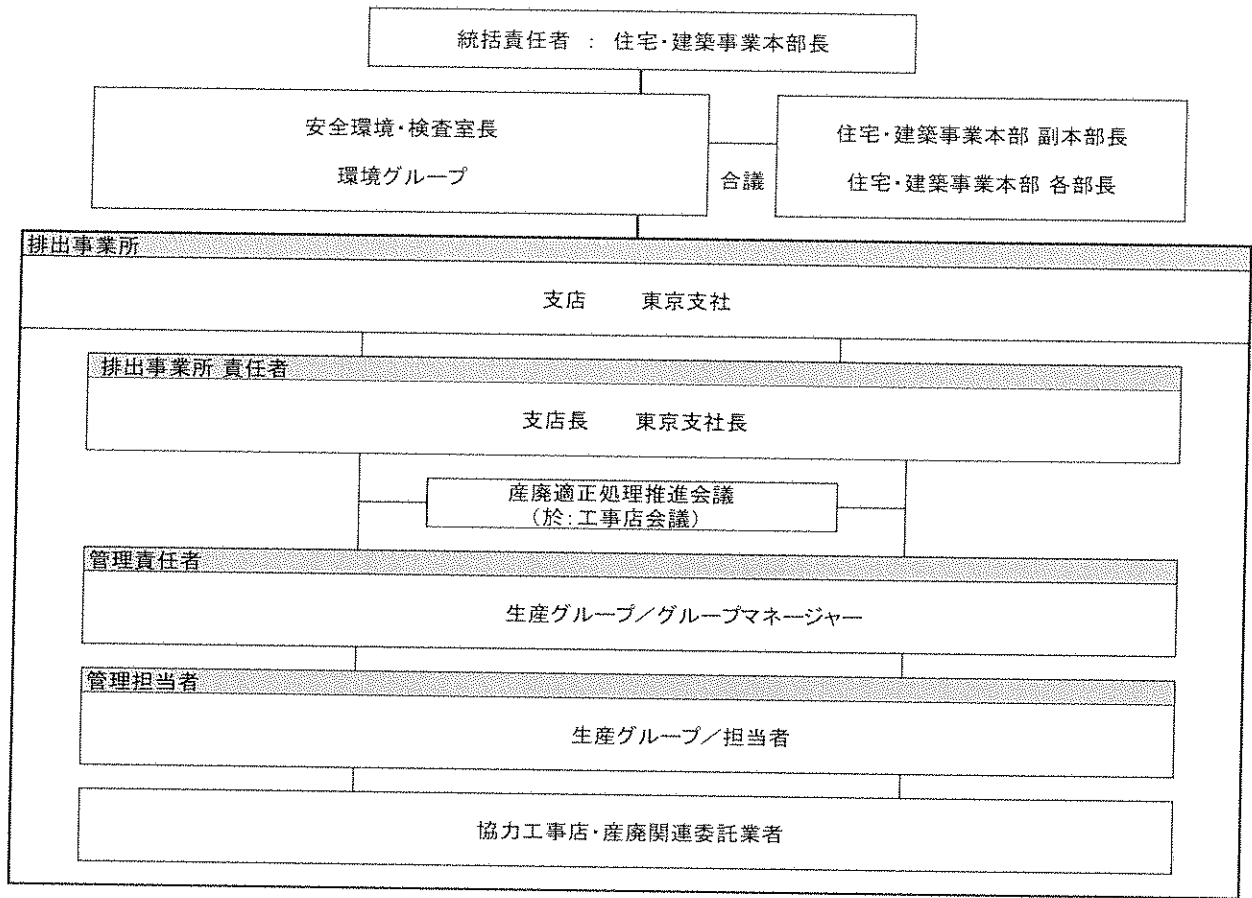 統括責任者 : 住宅・建築事業本部長
安全環境・検査室長
環境グループ
合議
住宅・建築事業本部 副本部長
住宅・建築事業本部 各部長
排出事業所
支店 東京支社
排出事業所 責任者
支店長 東京支社長
産廃適正処理推進会議
(於:工事店会議)
管理責任者
生産グループ/グループマネージャー
管理担当者
生産グループ/担当者
協力工事店・産廃関連委託業者